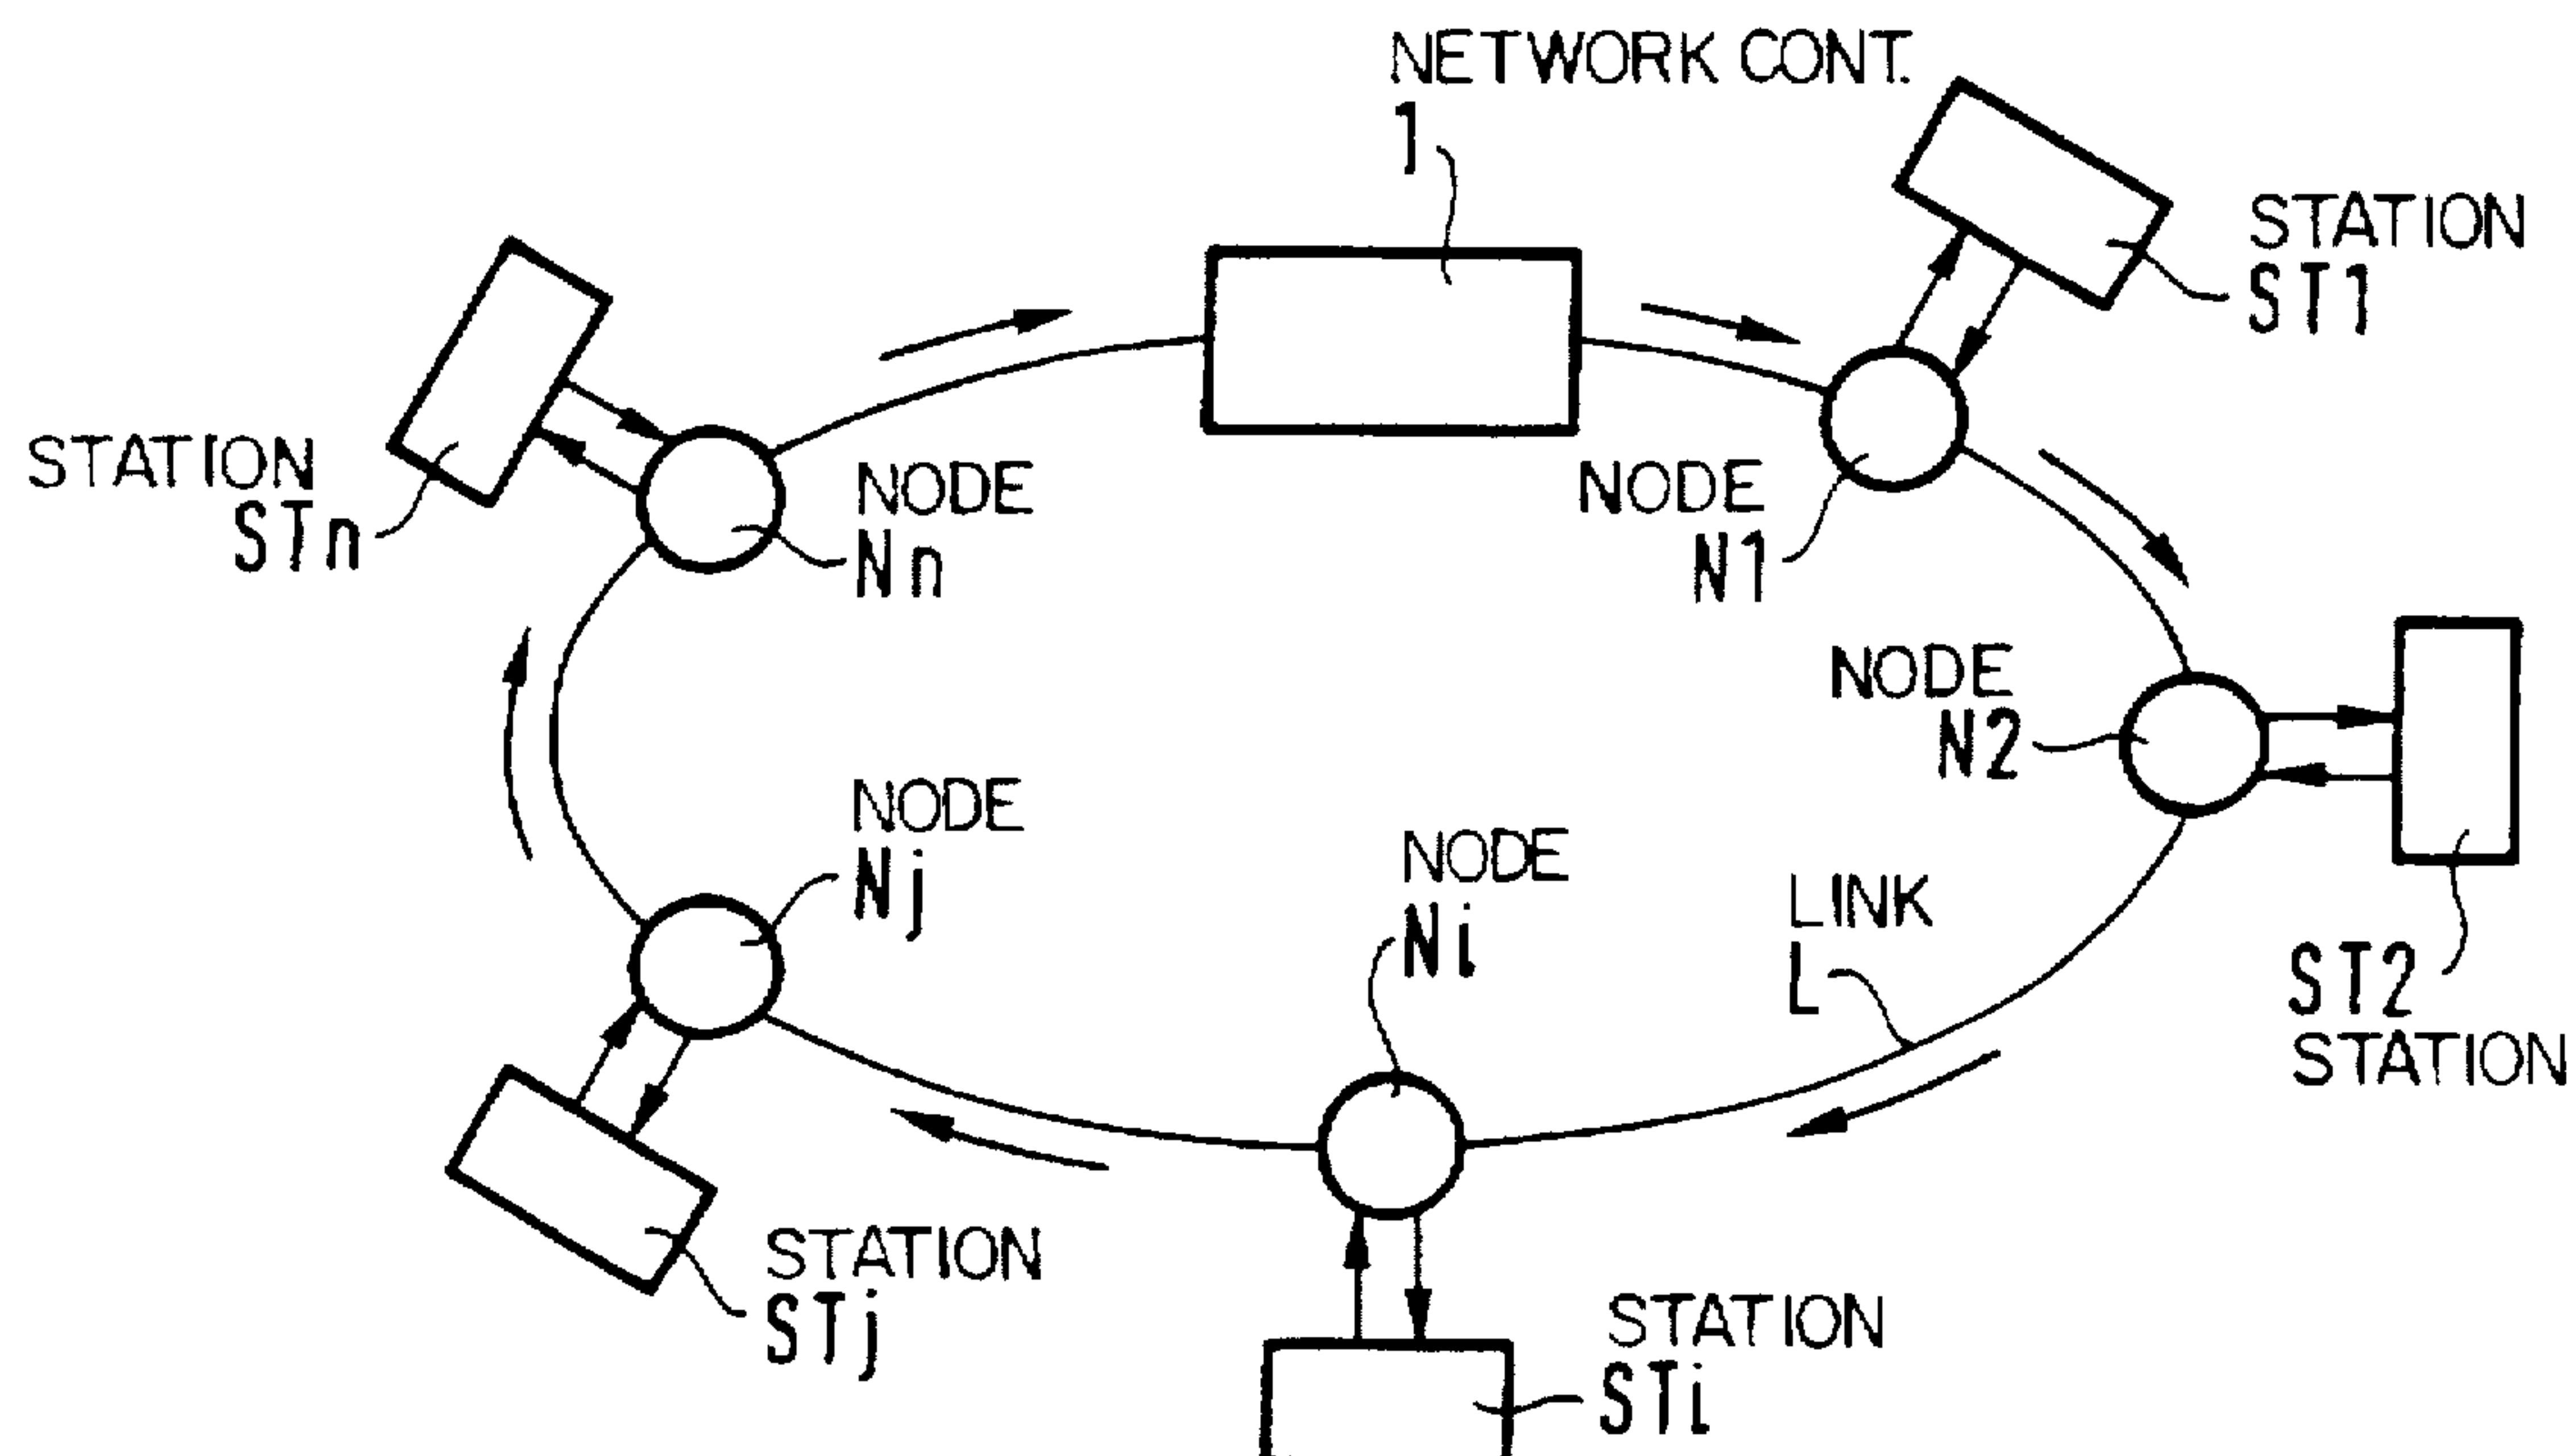 NETWORK CONT.
1
STATION
ST1
STATION
STn
NODE
Nn
NODE
N1
NODE
N2
NODE
Nj
NODE
Ni
LINK
L
ST2
STATION
STATION
STj
STATION
STi